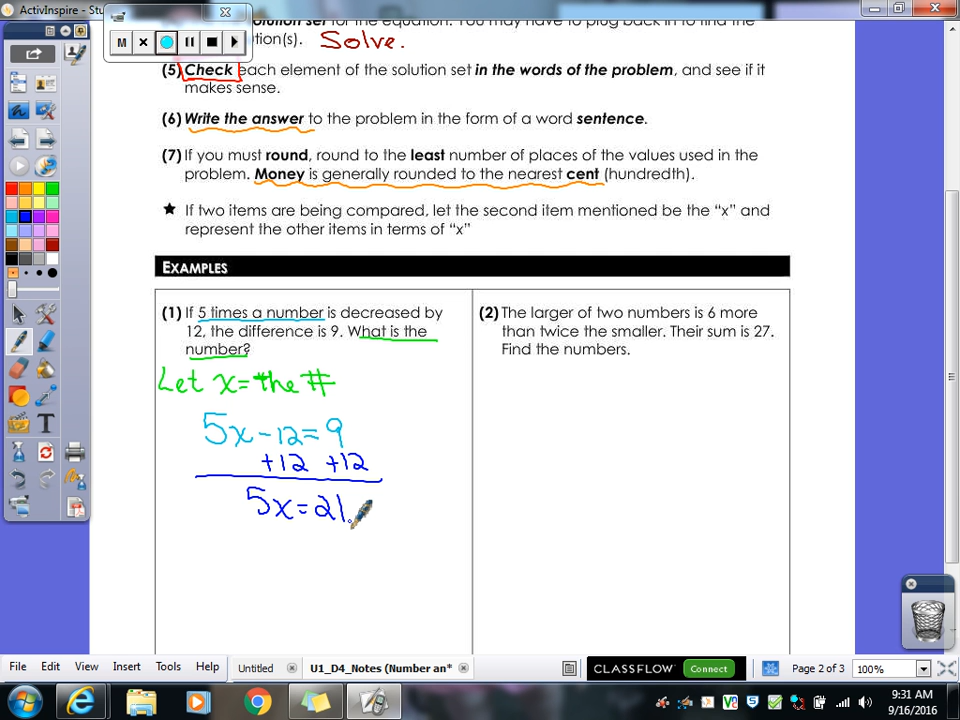 ActivInspire - Stu
solution set for the equation. You may have to plug back in to find the
tion(s). Solve.
(5) Check each element of the solution set in the words of the problem, and see if it
makes sense.
(6) Write the answer to the problem in the form of a word sentence.
(7) If you must round, round to the least number of places of the values used in the
problem. Money is generally rounded to the nearest cent (hundredth).
★ If two items are being compared, let the second item mentioned be the “x” and
represent the other items in terms of “x”
EXAMPLES
(1) If 5 times a number is decreased by
12, the difference is 9. What is the
number?
Let x = the #
5x - 12 = 9
+12 +12
5x = 21
(2) The larger of two numbers is 6 more
than twice the smaller. Their sum is 27.
Find the numbers.
File Edit View Insert Tools Help Untitled U1_D4_Notes (Number an* CLASSFLOW Connect Page 2 of 3 100%
9:31 AM
9/16/2016